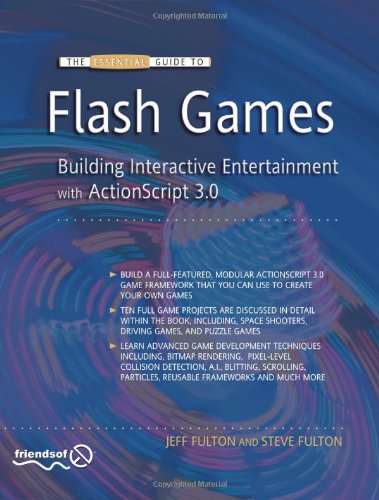 Copyrighted Material
THE ESSENTIAL GUIDE TO
Flash Games
Building Interactive Entertainment
with ActionScript 3.0
BUILD A FULL-FEATURED, MODULAR ACTIONSCRIPT 3.0
GAME FRAMEWORK THAT YOU CAN USE TO CREATE
YOUR OWN GAMES
TEN FULL GAME PROJECTS ARE DISCUSSED IN DETAIL
WITHIN THE BOOK, INCLUDING, SPACE SHOOTERS,
DRIVING GAMES, AND PUZZLE GAMES
LEARN ADVANCED GAME DEVELOPMENT TECHNIQUES
INCLUDING, BITMAP RENDERING, PIXEL-LEVEL
COLLISION DETECTION, A.I., BLITTING, SCROLLING,
PARTICLES, REUSABLE FRAMEWORKS AND MUCH MORE
JEFF FULTON AND STEVE FULTON
friendsof
Copyrighted Material